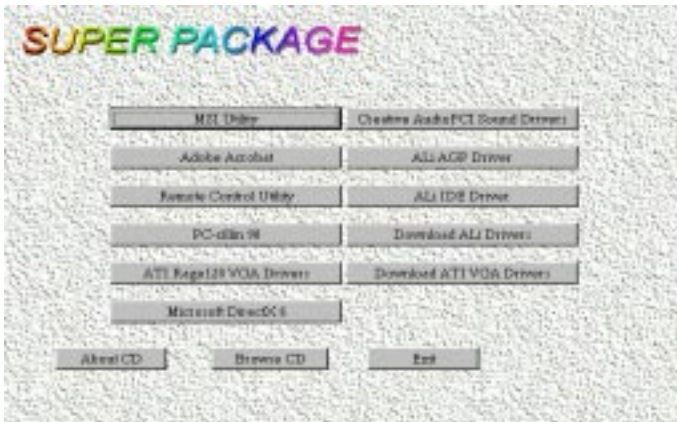 SUPER PACKAGE
MSI Utility
Creative AudioPCI Sound Drivers
Adobe Acrobat
ALi AGP Driver
Remote Control Utility
ALi IDE Driver
PC-cillin 98
Download ALi Drivers
ATI Rage128 VGA Drivers
Download ATI VGA Drivers
Microsoft DirectX 6
About CD
Browse CD
Exit